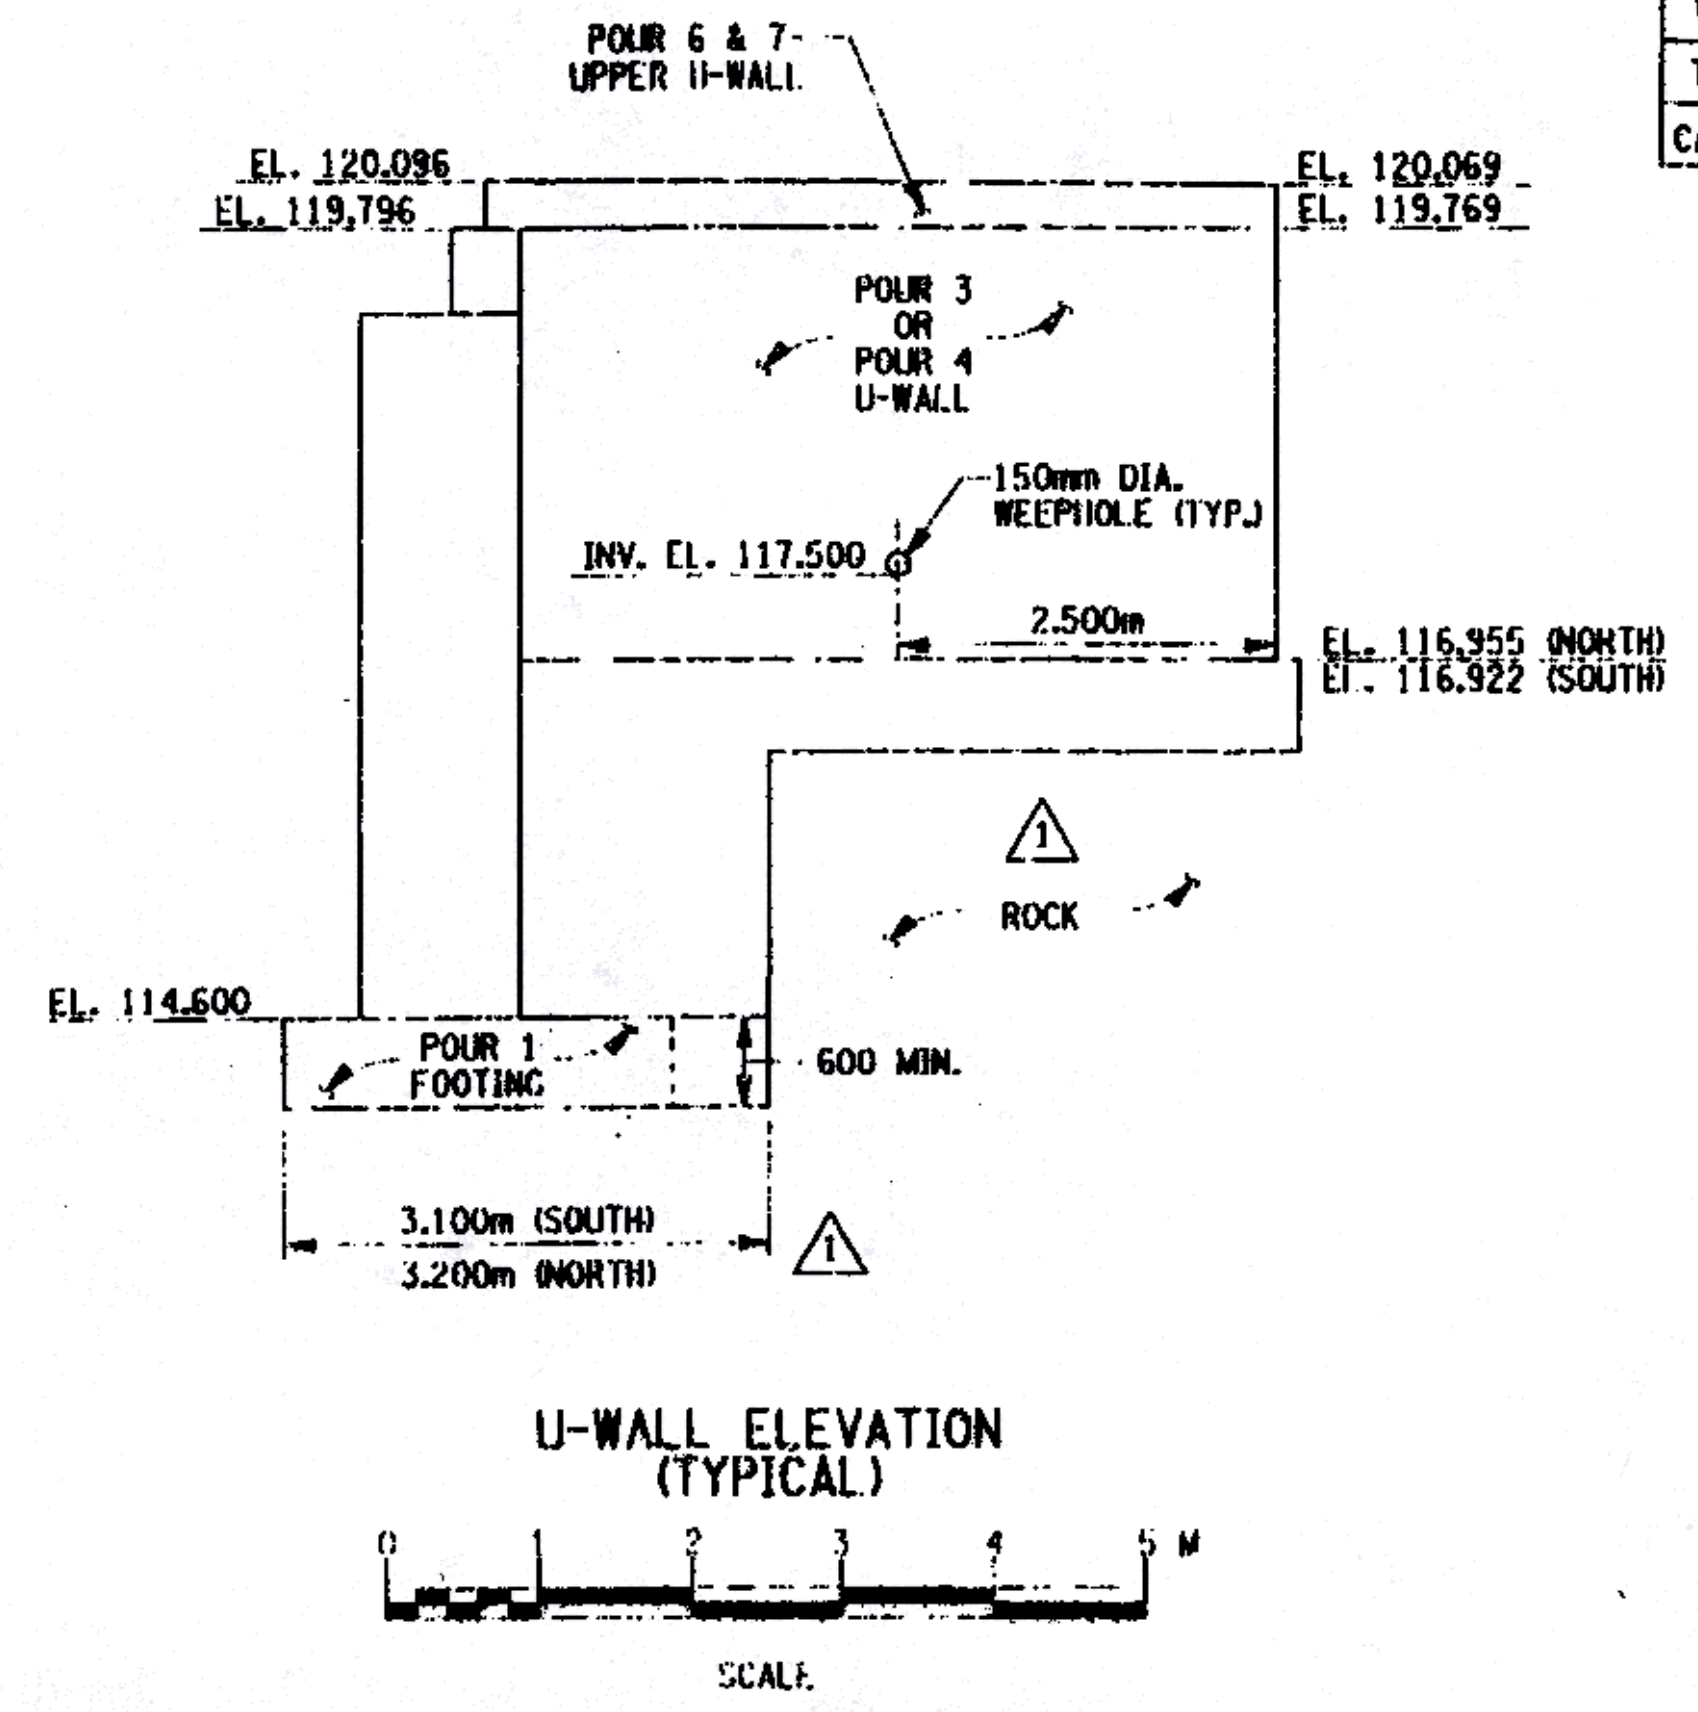 POUR 6 & 7
UPPER U-WALL
EL. 120.096
EL. 119.796
EL. 120.069
EL. 119.769
POUR 3
OR
POUR 4
U-WALL
150mm DIA.
WEEPHOLE (TYP.)
INV. EL. 117.500
2.500m
EL. 116.955 (NORTH)
EL. 116.922 (SOUTH)
1
ROCK
EL. 114.600
POUR 1
FOOTING
600 MIN.
3.100m (SOUTH)
3.200m (NORTH)
1
U-WALL ELEVATION
(TYPICAL)
0 1 2 3 4 5 M
SCALE